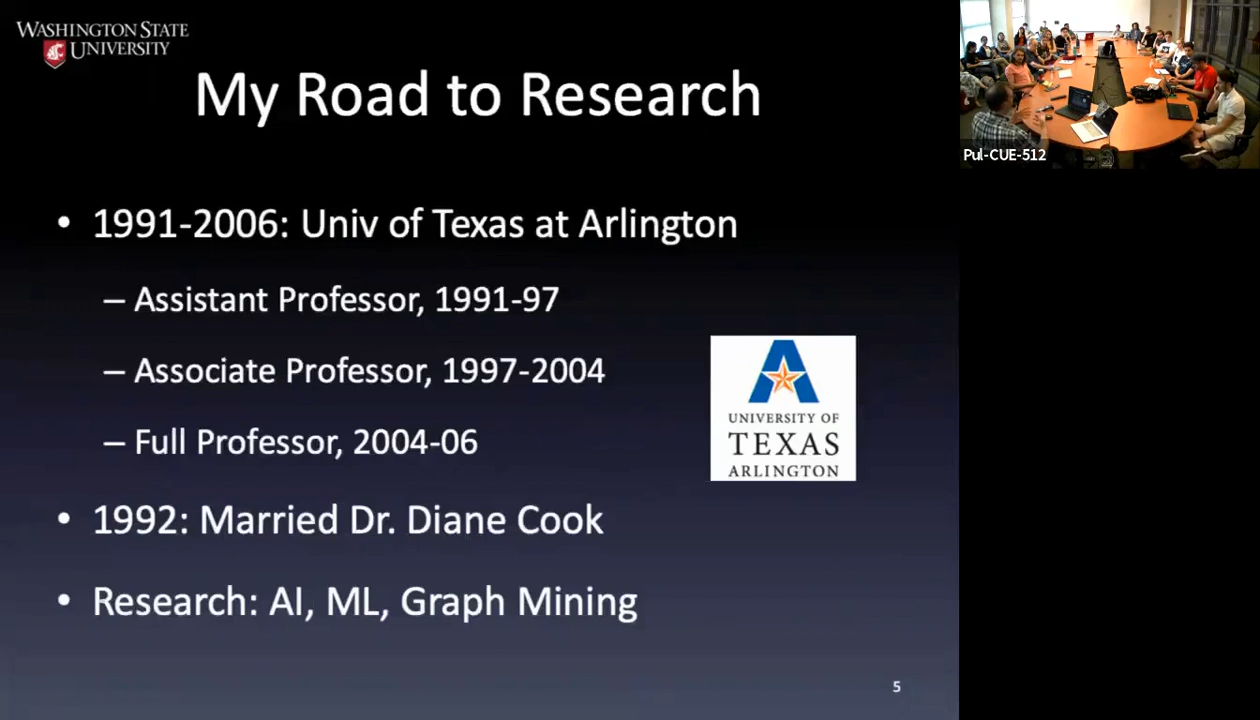 WASHINGTON STATE
UNIVERSITY
My Road to Research
• 1991-2006: Univ of Texas at Arlington
– Assistant Professor, 1991-97
– Associate Professor, 1997-2004
– Full Professor, 2004-06
UNIVERSITY OF
TEXAS
ARLINGTON
• 1992: Married Dr. Diane Cook
• Research: AI, ML, Graph Mining
5
Pul-CUE-512